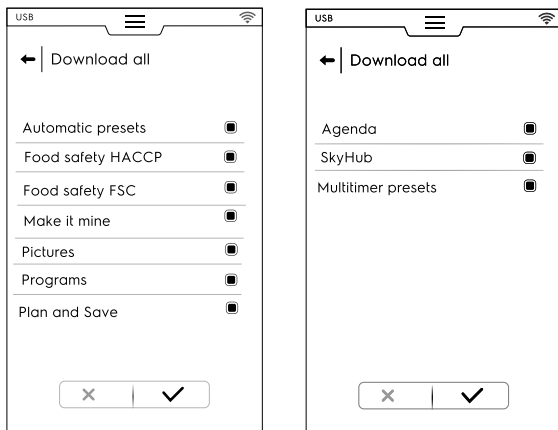 USB
Download all
Automatic presets
Food safety HACCP
Food safety FSC
Make it mine
Pictures
Programs
Plan and Save
USB
Download all
Agenda
SkyHub
Multitimer presets